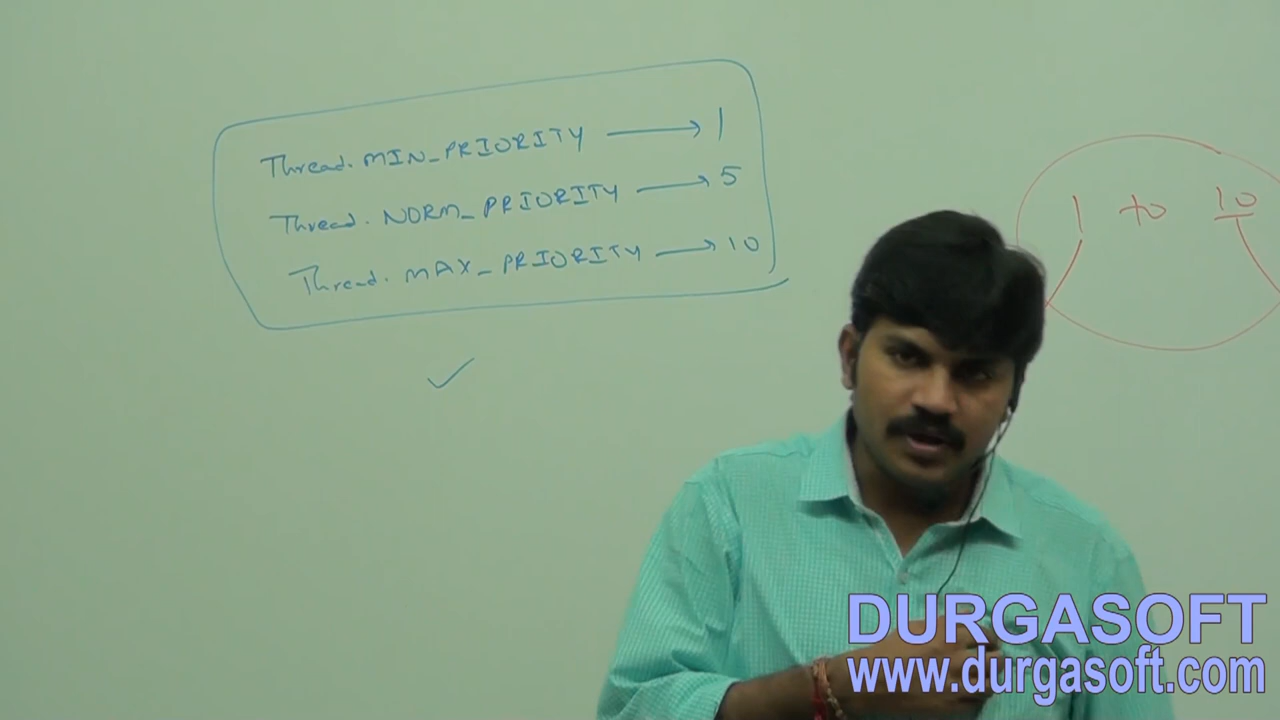 Thread. MIN_PRIORITY → 1
Thread. NORM_PRIORITY → 5
Thread. MAX_PRIORITY → 10
1 to 10
DURGASOFT
www.durgasoft.com